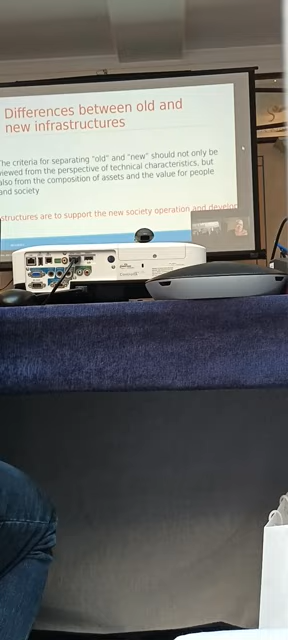 Differences between old and
new infrastructures
The criteria for separating "old" and "new" should not only be
viewed from the perspective of technical characteristics, but
also from the composition of assets and the value for people
and society
structures are to support the new society operation and develop